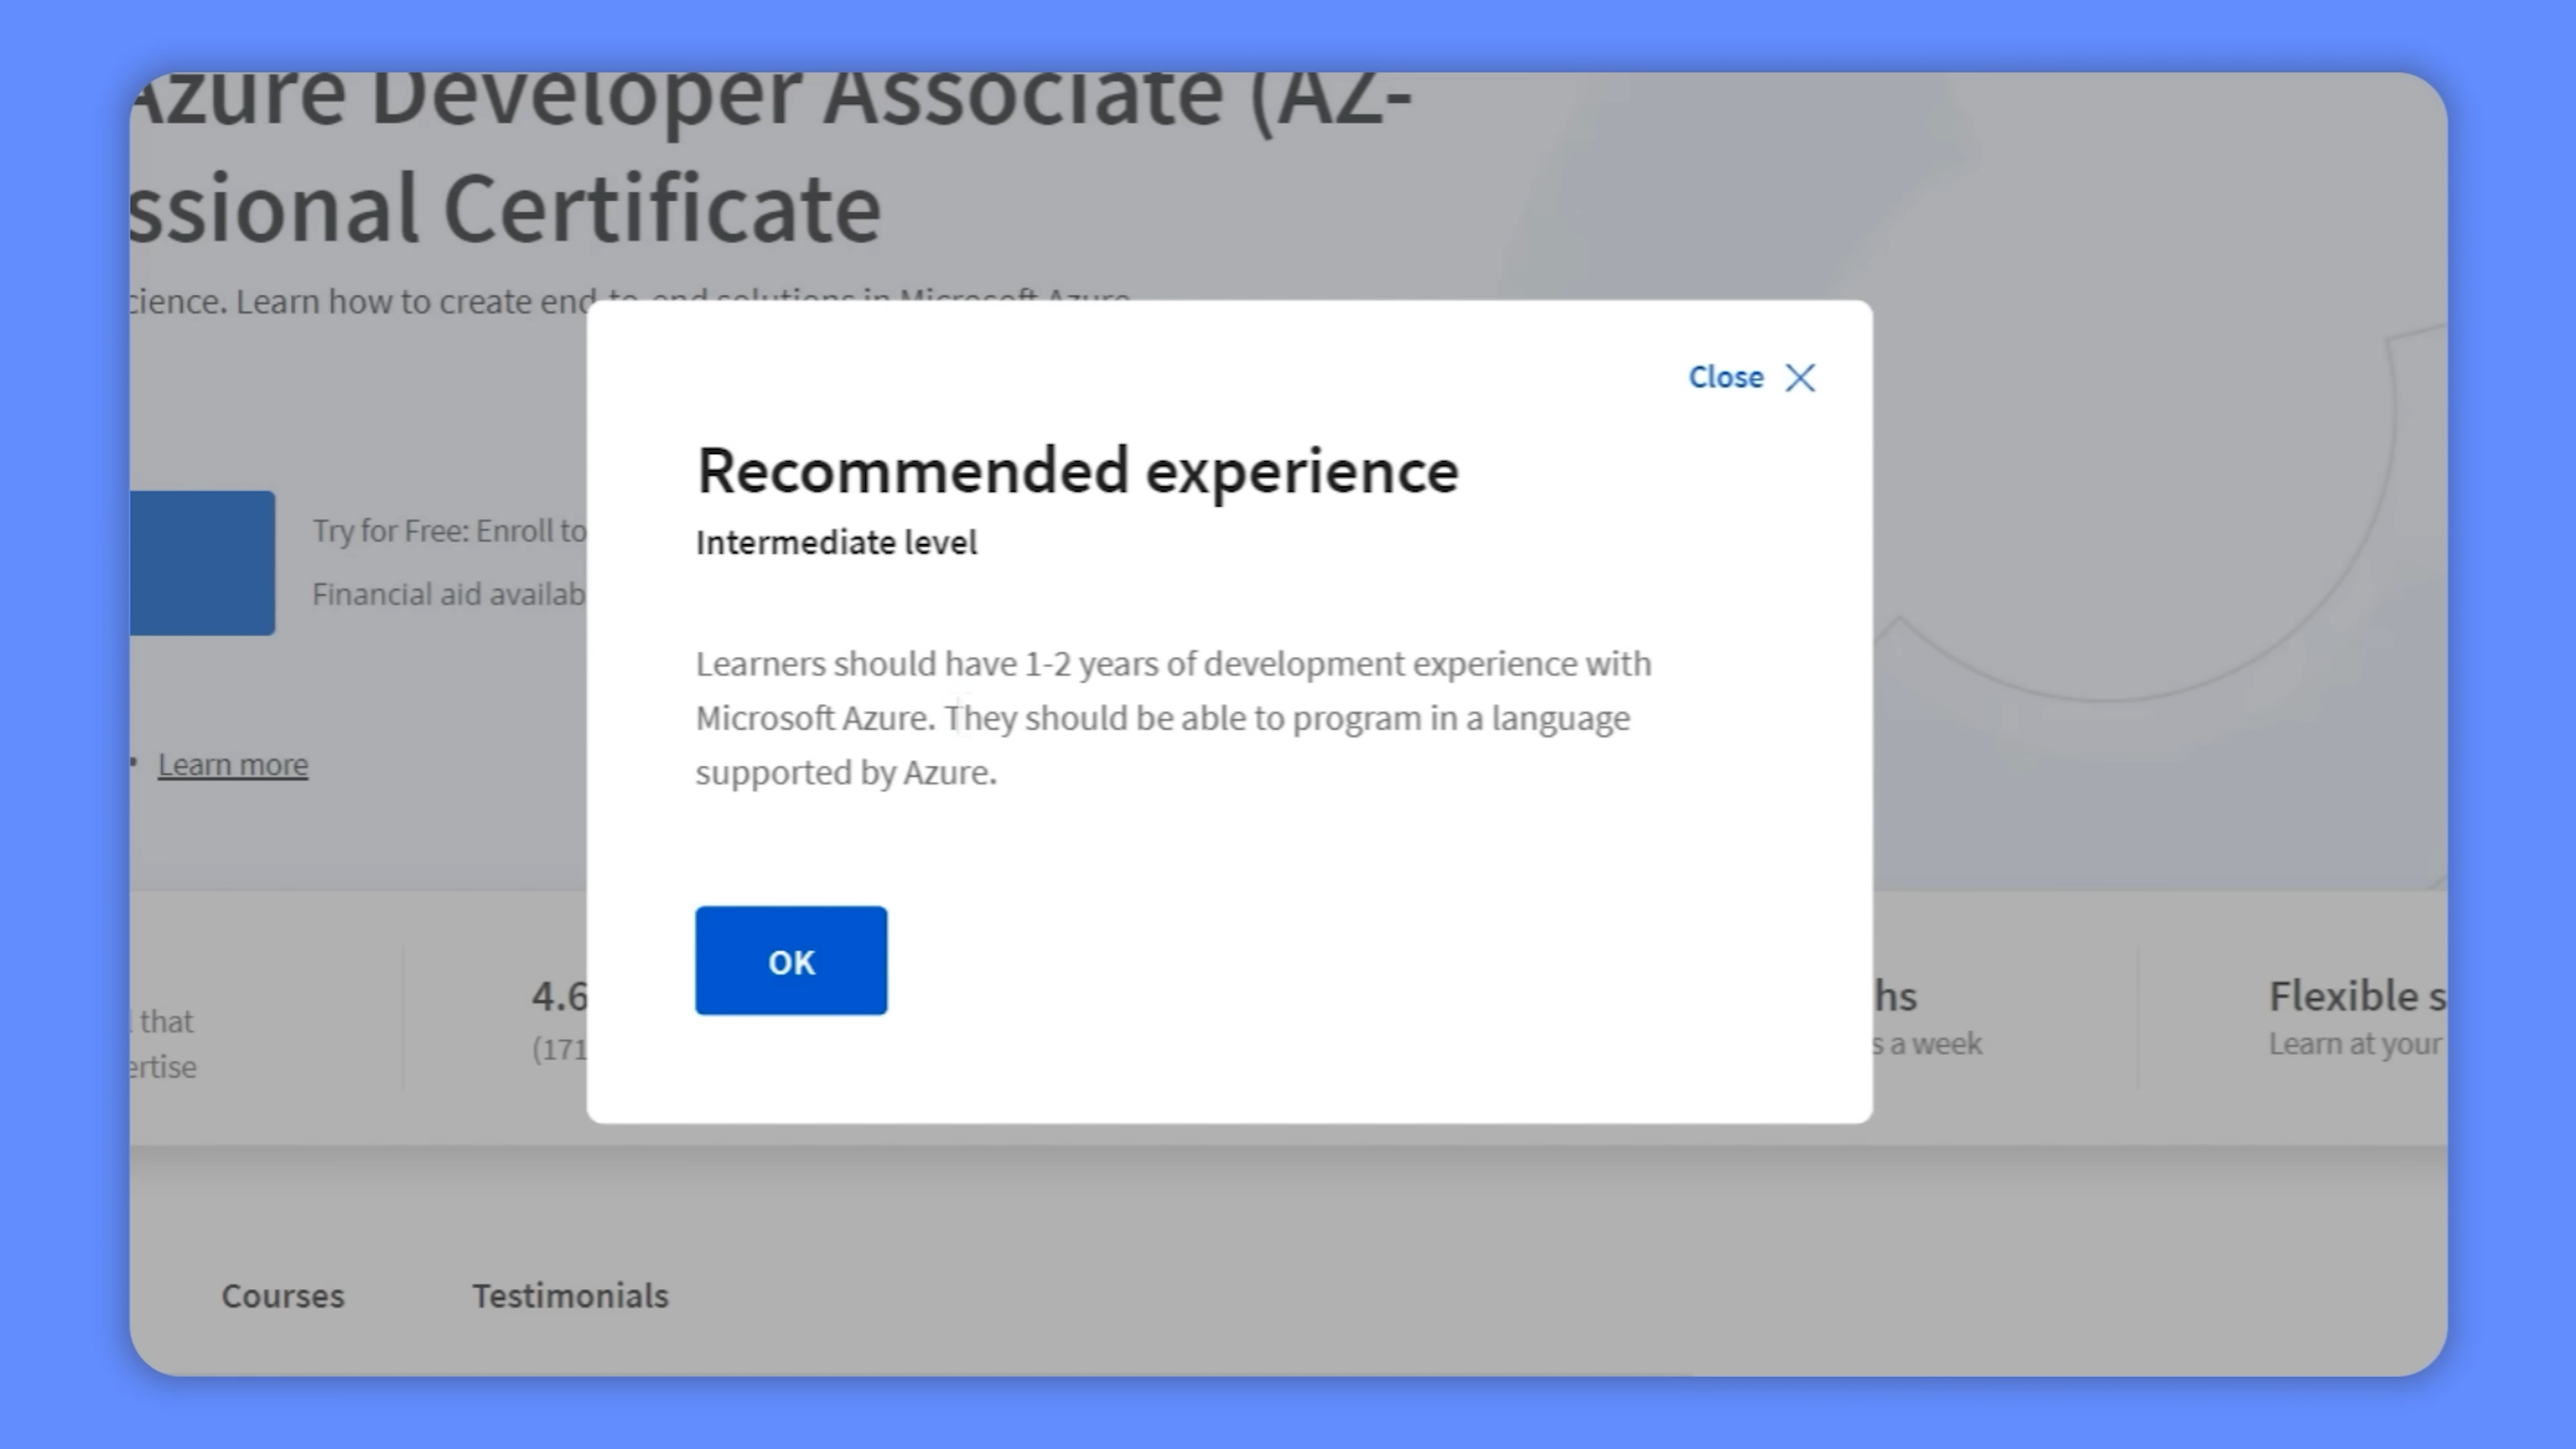 Azure Developer Associate (AZ-
ssional Certificate
cience. Learn how to create end-to-end solutions in Microsoft Azure
Close
Recommended experience
Intermediate level
Try for Free: Enroll to
Financial aid availab
Learners should have 1-2 years of development experience with
Microsoft Azure. They should be able to program in a language
supported by Azure.
• Learn more
OK
that
ertise
4.6
(171
hs
s a week
Flexible s
Learn at your
Courses
Testimonials